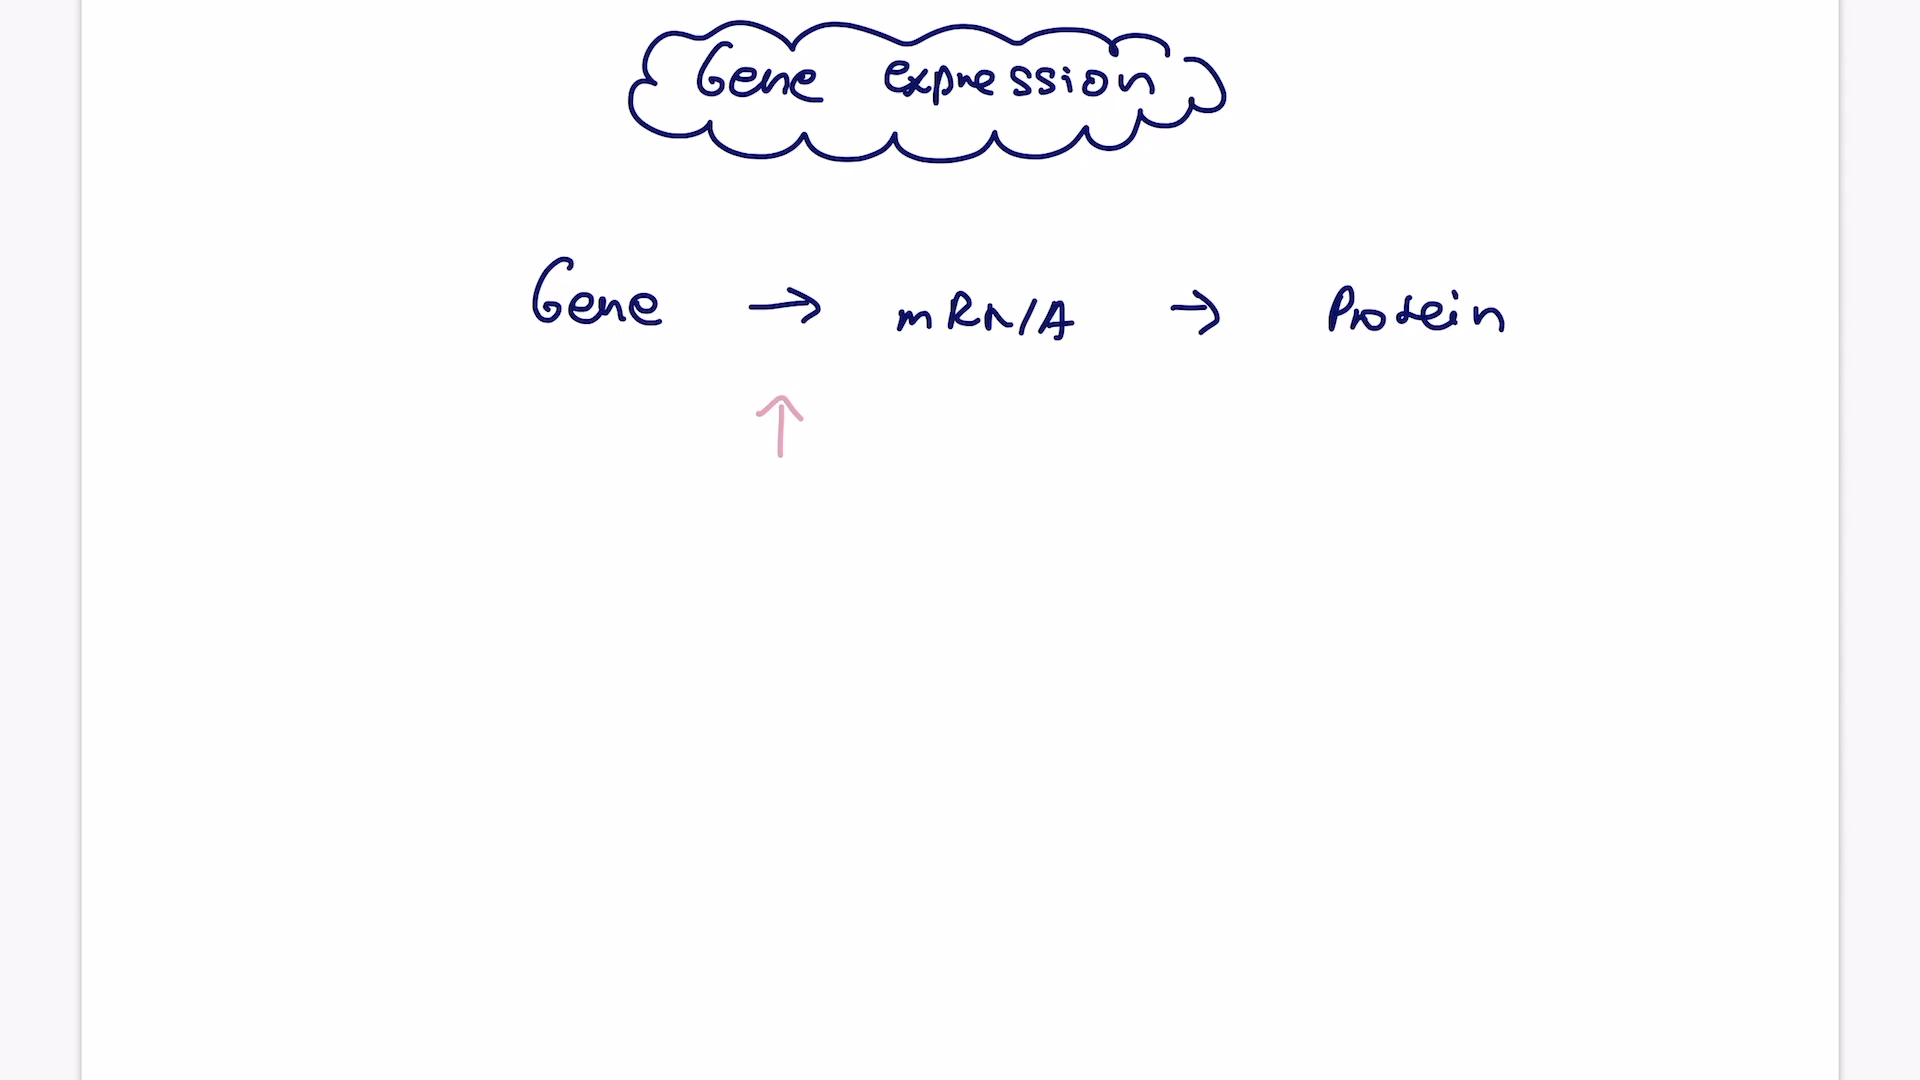 Gene expression
Gene → mRNA → Protein
↑